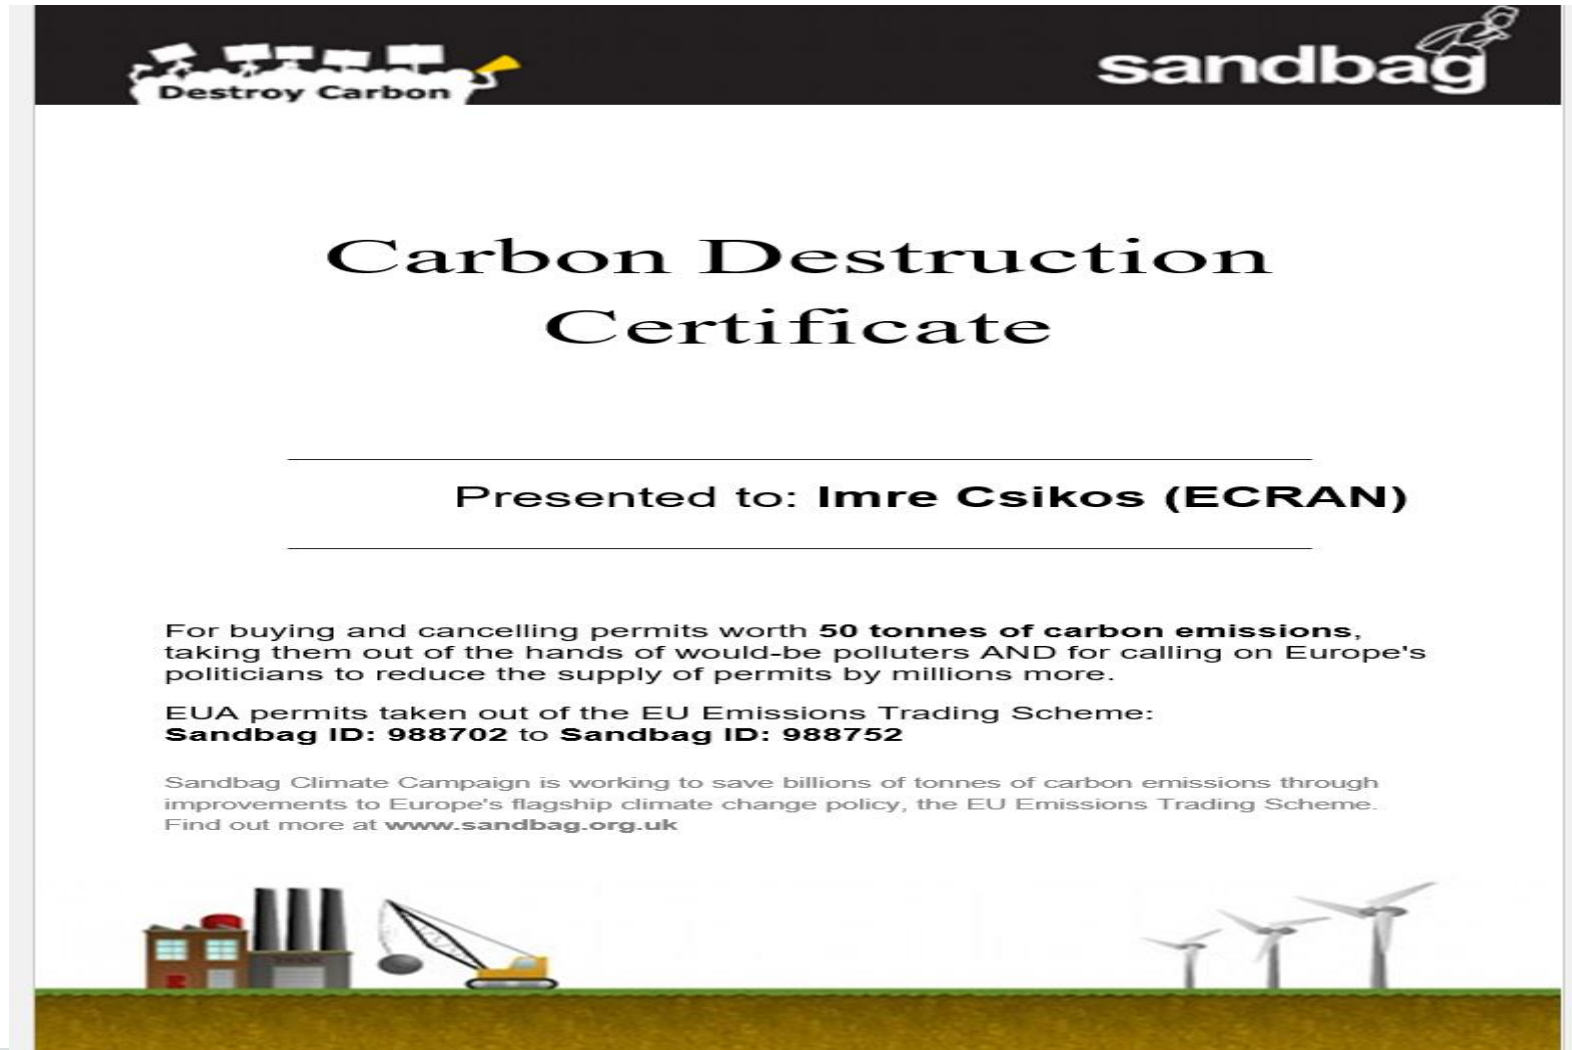 Destroy Carbon
sandbag
Carbon Destruction
Certificate
Presented to: Imre Csikos (ECRAN)
For buying and cancelling permits worth 50 tonnes of carbon emissions,
taking them out of the hands of would-be polluters AND for calling on Europe's
politicians to reduce the supply of permits by millions more.
EUA permits taken out of the EU Emissions Trading Scheme:
Sandbag ID: 988702 to Sandbag ID: 988752
Sandbag Climate Campaign is working to save billions of tonnes of carbon emissions through
improvements to Europe's flagship climate change policy, the EU Emissions Trading Scheme.
Find out more at www.sandbag.org.uk